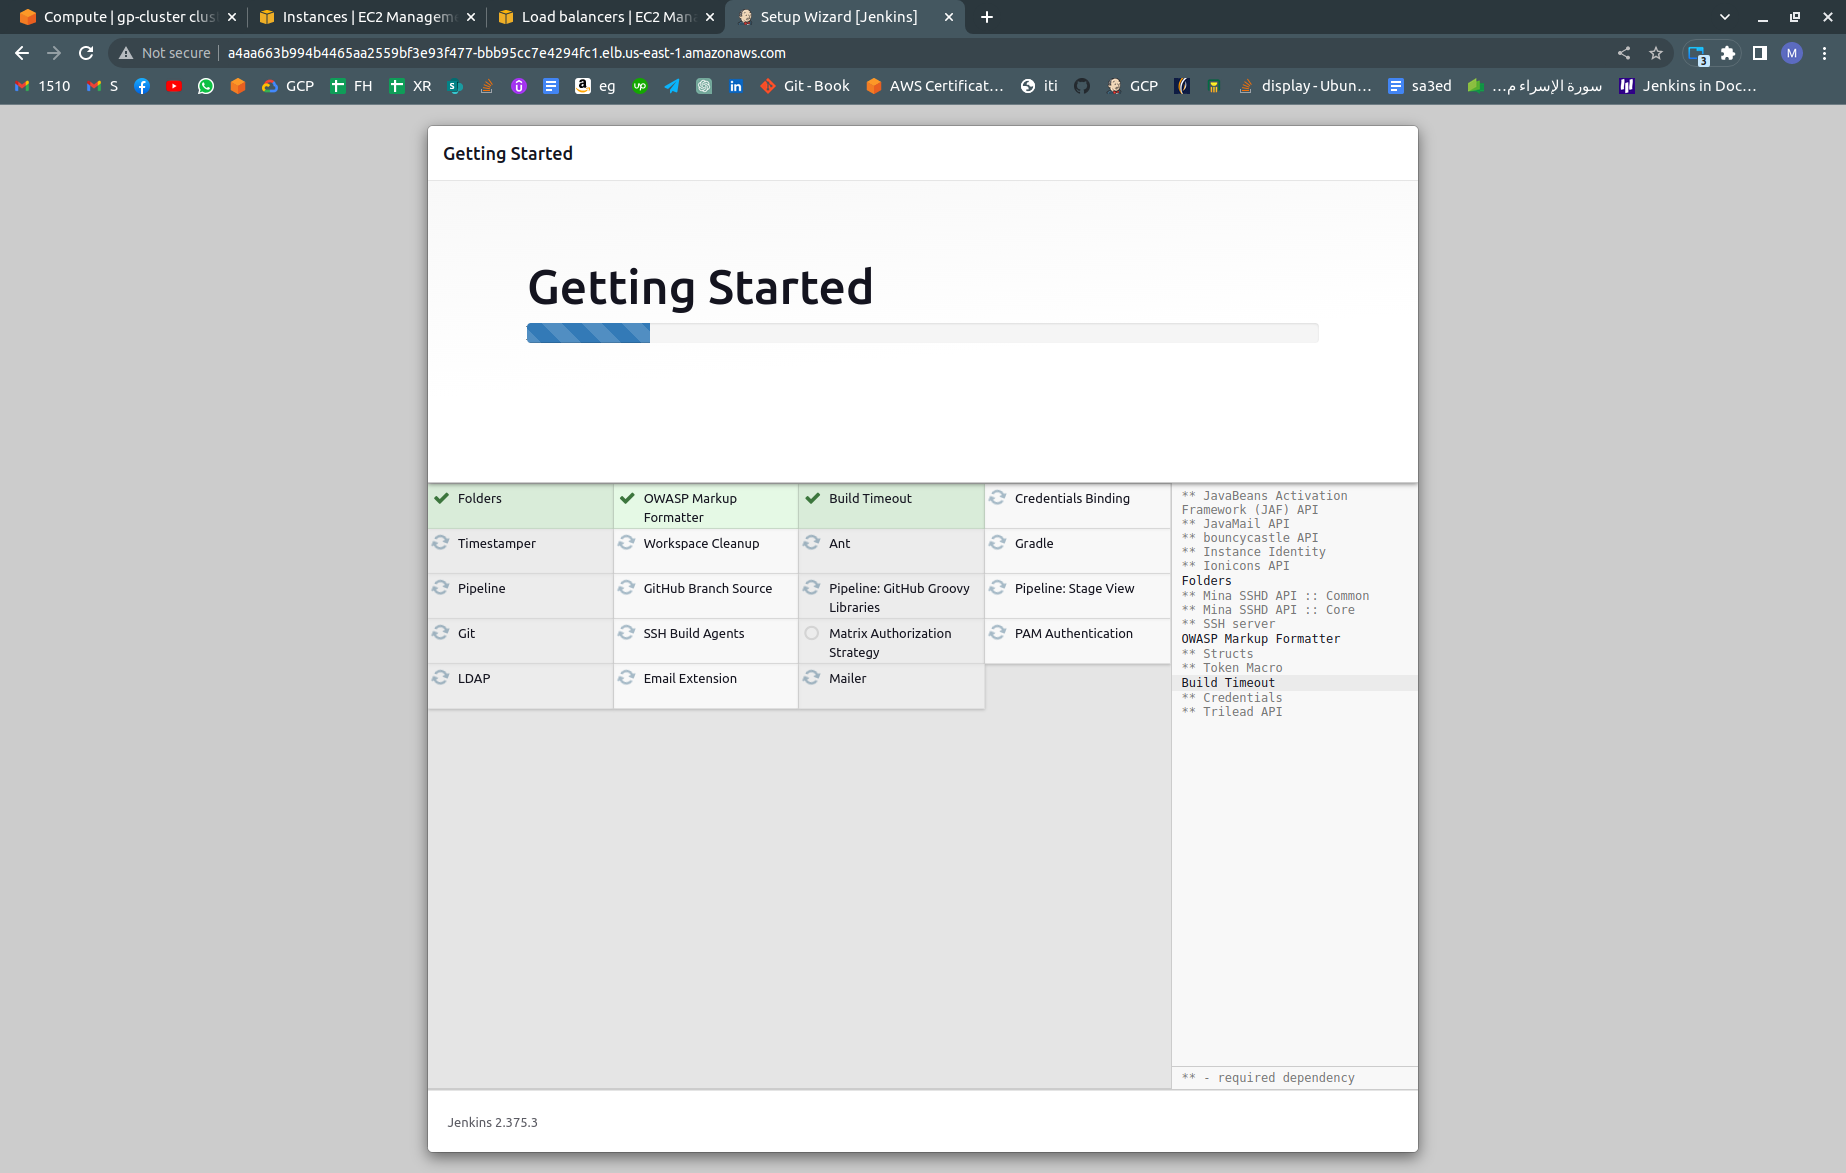 Compute | gp-cluster clus
Instances | EC2 Managem
Load balancers | EC2 Man
Setup Wizard [Jenkins]
Not secure
a4aa663b994b4465aa2559bf3e93f477-bbb95cc7e4294fc1.elb.us-east-1.amazonaws.com
3
M
1510
S
GCP
FH
XR
eg
Git - Book
AWS Certificat…
iti
GCP
display - Ubun…
sa3ed
سورة الإسراء م…
Jenkins in Doc…
Getting Started
Getting Started
Folders
OWASP Markup
Formatter
Build Timeout
Credentials Binding
Timestamper
Workspace Cleanup
Ant
Gradle
Pipeline
GitHub Branch Source
Pipeline: GitHub Groovy
Libraries
Pipeline: Stage View
Git
SSH Build Agents
Matrix Authorization
Strategy
PAM Authentication
LDAP
Email Extension
Mailer
** JavaBeans Activation
Framework (JAF) API
** JavaMail API
** bouncycastle API
** Instance Identity
** Ionicons API
Folders
** Mina SSHD API :: Common
** Mina SSHD API :: Core
** SSH server
OWASP Markup Formatter
** Structs
** Token Macro
Build Timeout
** Credentials
** Trilead API
** - required dependency
Jenkins 2.375.3